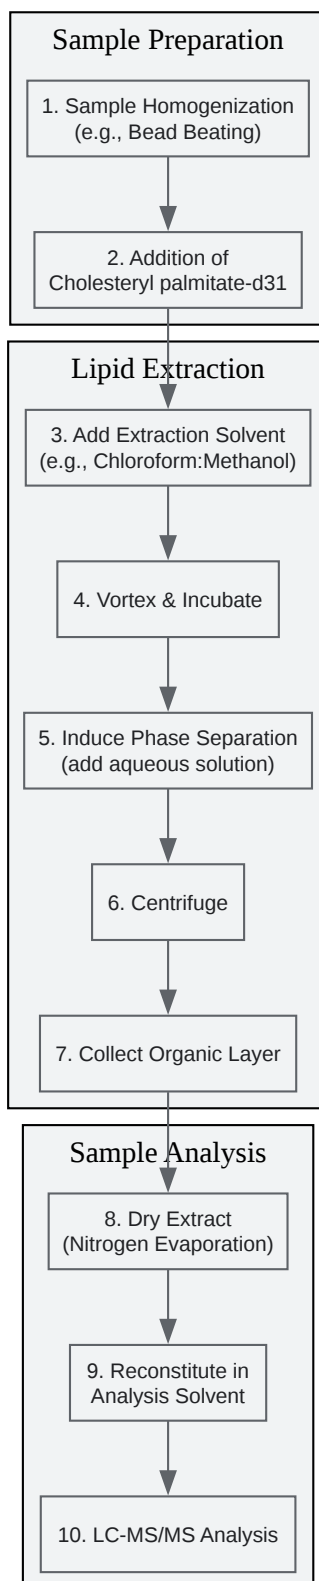 Sample Preparation
1. Sample Homogenization
(e.g., Bead Beating)
2. Addition of
Cholesteryl palmitate-d31
Lipid Extraction
3. Add Extraction Solvent
(e.g., Chloroform:Methanol)
4. Vortex & Incubate
5. Induce Phase Separation
(add aqueous solution)
6. Centrifuge
7. Collect Organic Layer
Sample Analysis
8. Dry Extract
(Nitrogen Evaporation)
9. Reconstitute in
Analysis Solvent
10. LC-MS/MS Analysis